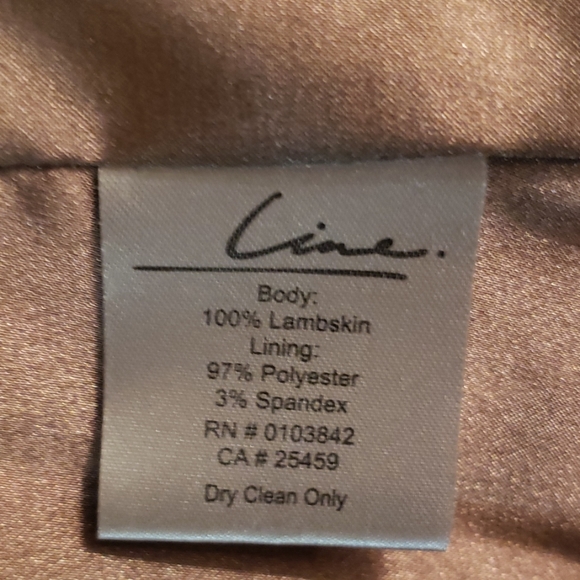 Line.
Body:
100% Lambskin
Lining:
97% Polyester
3% Spandex
RN # 0103842
CA # 25459
Dry Clean Only